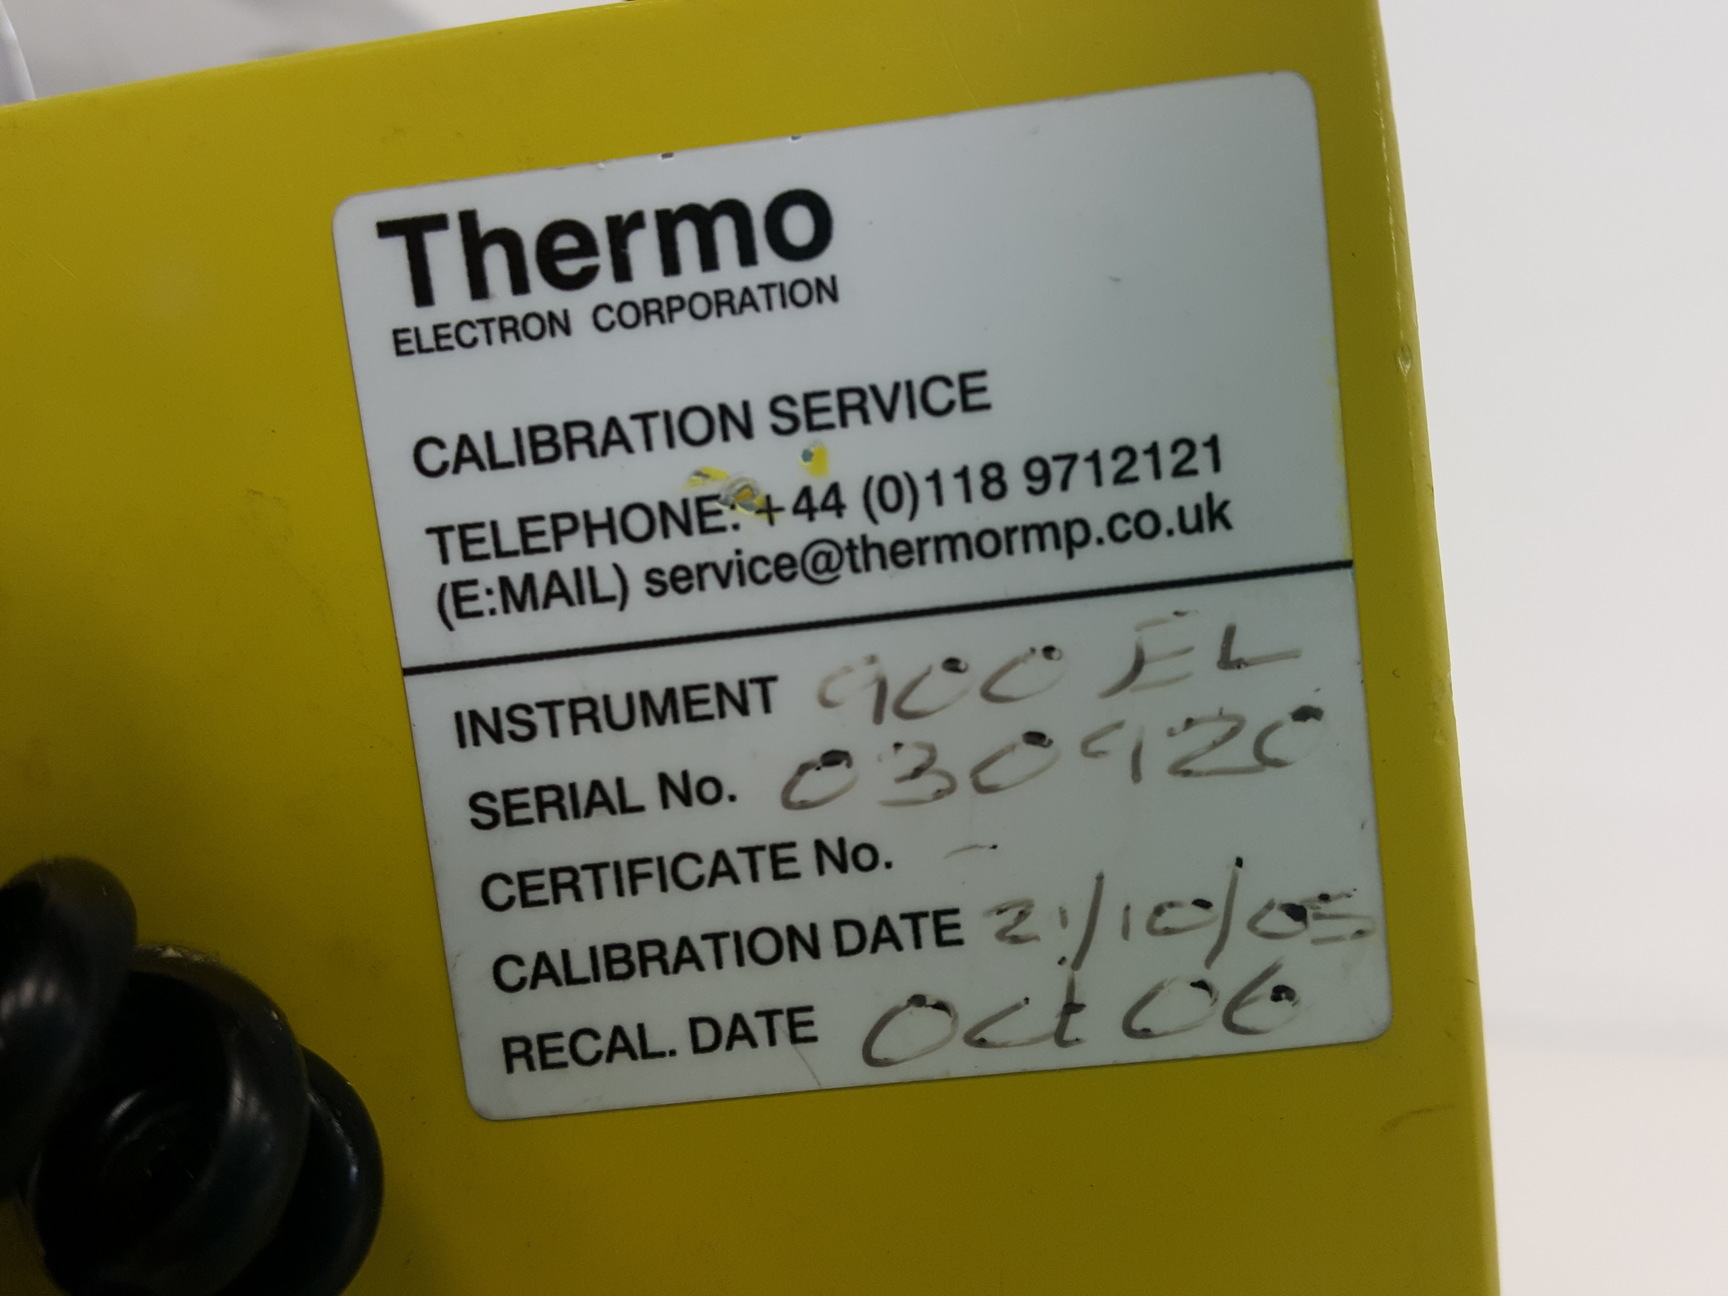 Thermo
ELECTRON CORPORATION
CALIBRATION SERVICE
TELEPHONE: +44 (0)118 9712121
(E:MAIL) service@thermormp.co.uk
INSTRUMENT 900 EL
SERIAL No. 030920
CERTIFICATE No. -
CALIBRATION DATE 21/10/05
RECAL. DATE Oct 06